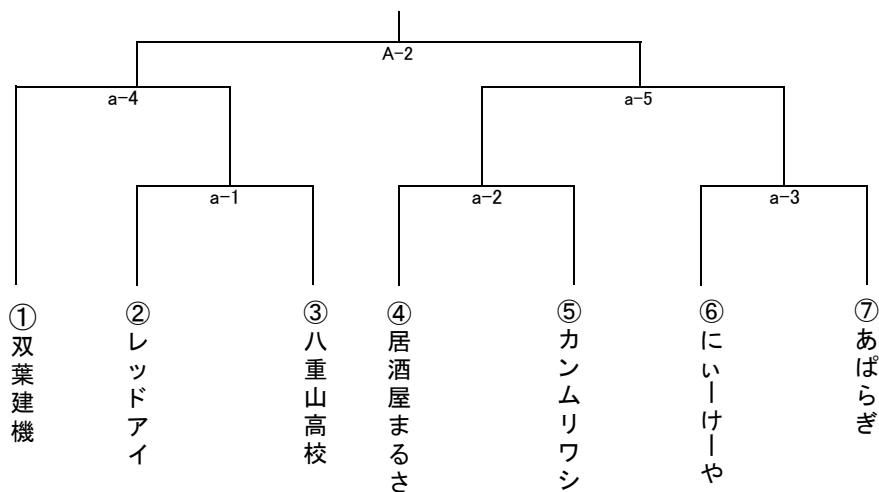 A-2
a-4
a-5
a-1
a-2
a-3
①双葉建機
②レッドアイ
③八重山高校
④居酒屋まるさ
⑤カンムリワシ
⑥にぃーけーや
⑦あぱらぎ